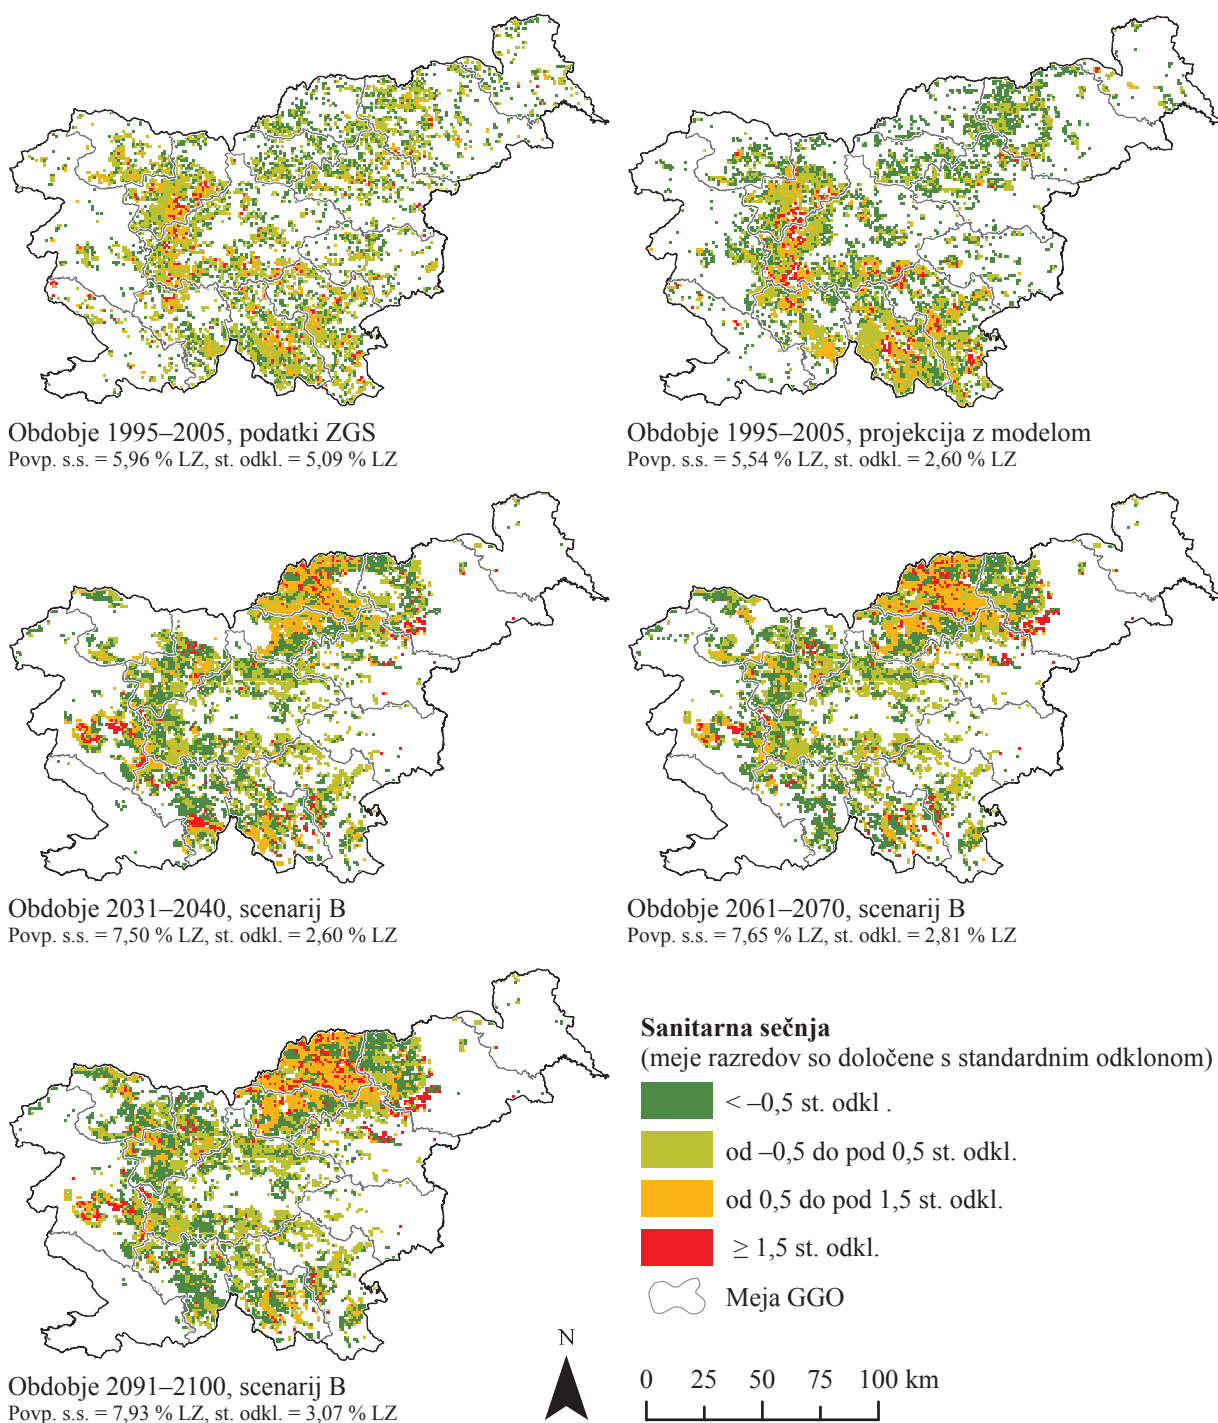 Obdobje 1995–2005, podatki ZGS
Povp. s.s. = 5,96 % LZ, st. odkl. = 5,09 % LZ
Obdobje 1995–2005, projekcija z modelom
Povp. s.s. = 5,54 % LZ, st. odkl. = 2,60 % LZ
Obdobje 2031–2040, scenarij B
Povp. s.s. = 7,50 % LZ, st. odkl. = 2,60 % LZ
Obdobje 2061–2070, scenarij B
Povp. s.s. = 7,65 % LZ, st. odkl. = 2,81 % LZ
Obdobje 2091–2100, scenarij B
Povp. s.s. = 7,93 % LZ, st. odkl. = 3,07 % LZ
Sanitarna sečnja
(meje razredov so določene s standardnim odklonom)
< –0,5 st. odkl .
od –0,5 do pod 0,5 st. odkl.
od 0,5 do pod 1,5 st. odkl.
≥ 1,5 st. odkl.
Meja GGO
N
0 25 50 75 100 km